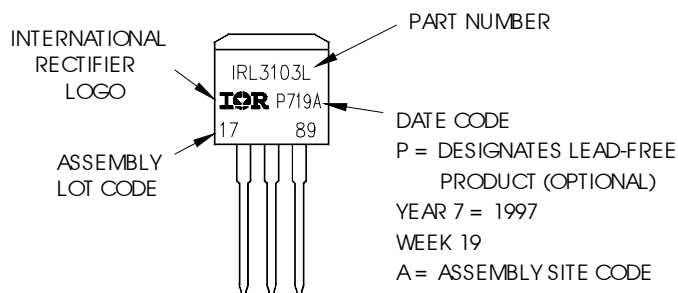 INTERNATIONAL
RECTIFIER
LOGO
ASSEMBLY
LOT CODE
IRL3103L
IOR P719A
17 89
PART NUMBER
DATE CODE
P = DESIGNATES LEAD-FREE
PRODUCT (OPTIONAL)
YEAR 7 = 1997
WEEK 19
A = ASSEMBLY SITE CODE